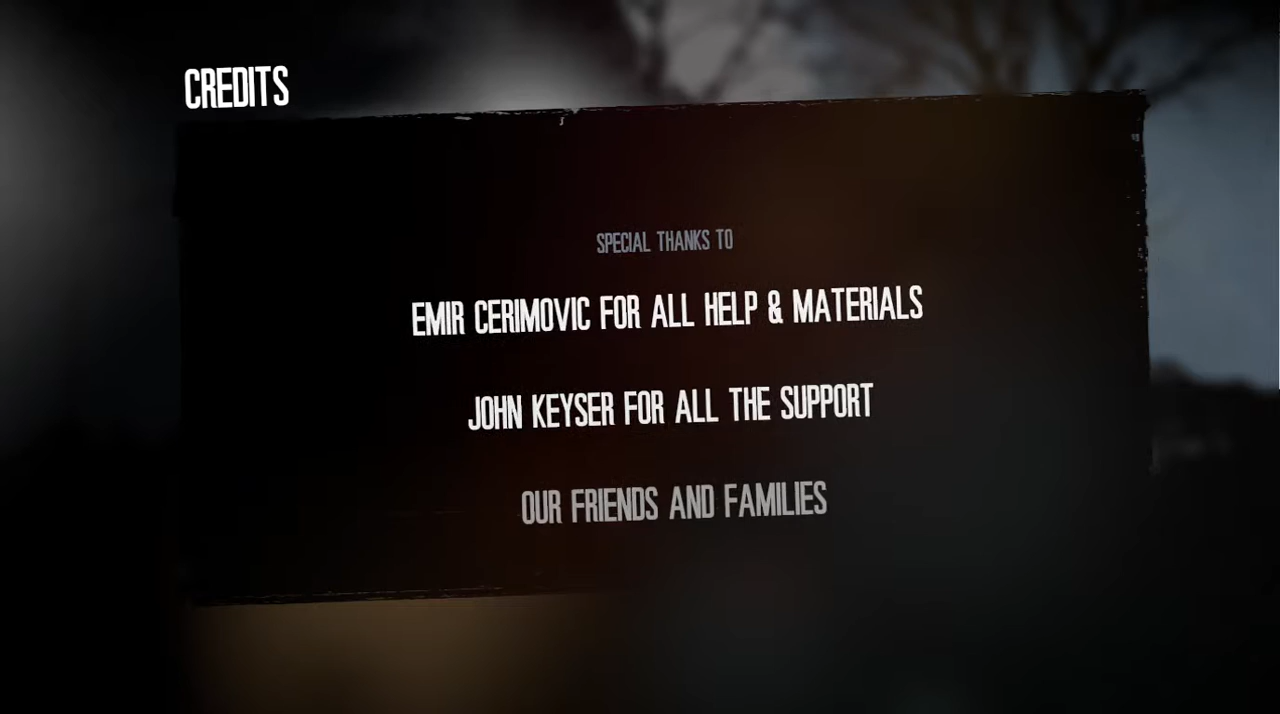 CREDITS
SPECIAL THANKS TO
EMIR CERIMOVIC FOR ALL HELP & MATERIALS
JOHN KEYSER FOR ALL THE SUPPORT
OUR FRIENDS AND FAMILIES